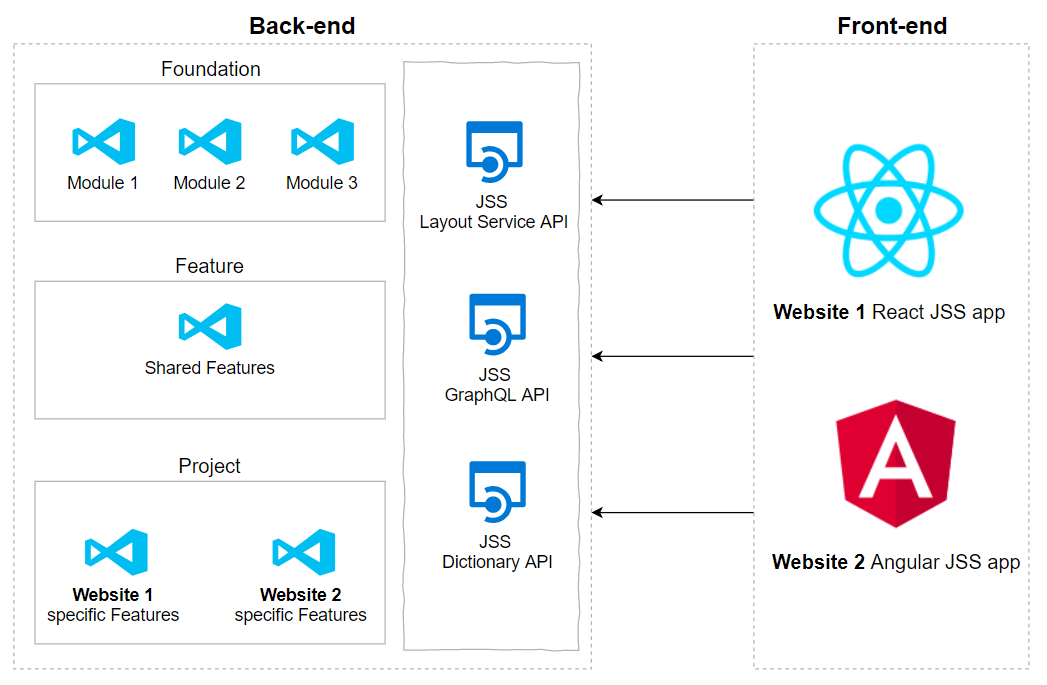 Back-end
Front-end
Foundation
Module 1
Module 2
Module 3
Feature
Shared Features
Project
Website 1
specific Features
Website 2
specific Features
JSS
Layout Service API
JSS
GraphQL API
JSS
Dictionary API
Website 1 React JSS app
Website 2 Angular JSS app